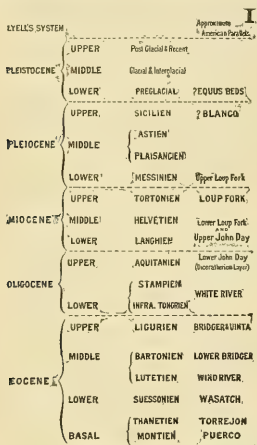 I
LYELL'S SYSTEM Approximate
American Parallels.
UPPER Post Glacial & Recent
PLEISTOCENE MIDDLE Glacial & Interglacial
LOWER PREGLACIAL ?EQUUS BEDS
UPPER. SICILIEN ? BLANCO
PLEIOCENE MIDDLE ASTIEN
PLAISANCIEN
LOWER MESSINIEN Upper Loup Fork
UPPER TORTONIEN LOUP FORK
MIOCENE MIDDLE HELVÉTIEN Lower Loup Fork
AND
LOWER LANGHIEN Upper John Day
UPPER AQUITANIEN Lower John Day
(Diceratherium Layer)
OLIGOCENE STAMPIEN
WHITE RIVER
LOWER INFRA. TONGRIEN
UPPER LIGURIEN BRIDGER & UINTA
MIDDLE BARTONIEN LOWER BRIDGER
LUTETIEN WIND RIVER
EOCENE
LOWER SUESSONIEN WASATCH
THANETIEN TORREJON
BASAL MONTIEN PUERCO